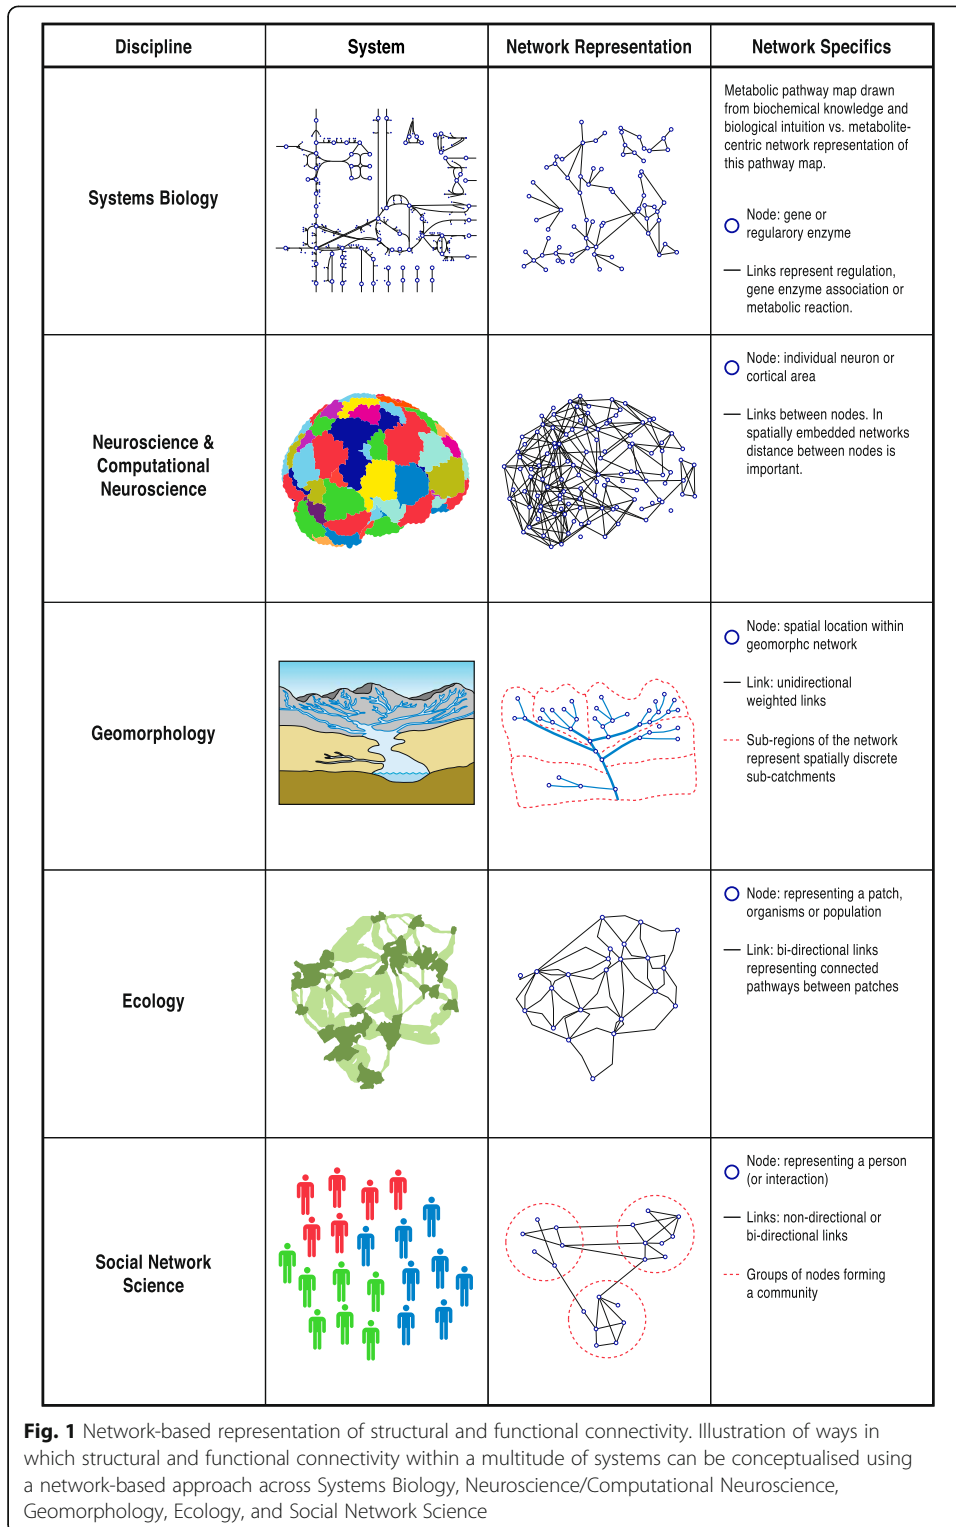 Discipline
System
Network Representation
Network Specifics
Systems Biology
Metabolic pathway map drawn
from biochemical knowledge and
biological intuition vs. metabolite-
centric network representation of
this pathway map.
Node: gene or
regularory enzyme
Links represent regulation,
gene enzyme association or
metabolic reaction.
Neuroscience &
Computational
Neuroscience
Node: individual neuron or
cortical area
Links between nodes. In
spatially embedded networks
distance between nodes is
important.
Geomorphology
Node: spatial location within
geomorphc network
Link: unidirectional
weighted links
Sub-regions of the network
represent spatially discrete
sub-catchments
Ecology
Node: representing a patch,
organisms or population
Link: bi-directional links
representing connected
pathways between patches
Social Network
Science
Node: representing a person
(or interaction)
Links: non-directional or
bi-directional links
Groups of nodes forming
a community
Fig. 1 Network-based representation of structural and functional connectivity. Illustration of ways in
which structural and functional connectivity within a multitude of systems can be conceptualised using
a network-based approach across Systems Biology, Neuroscience/Computational Neuroscience,
Geomorphology, Ecology, and Social Network Science